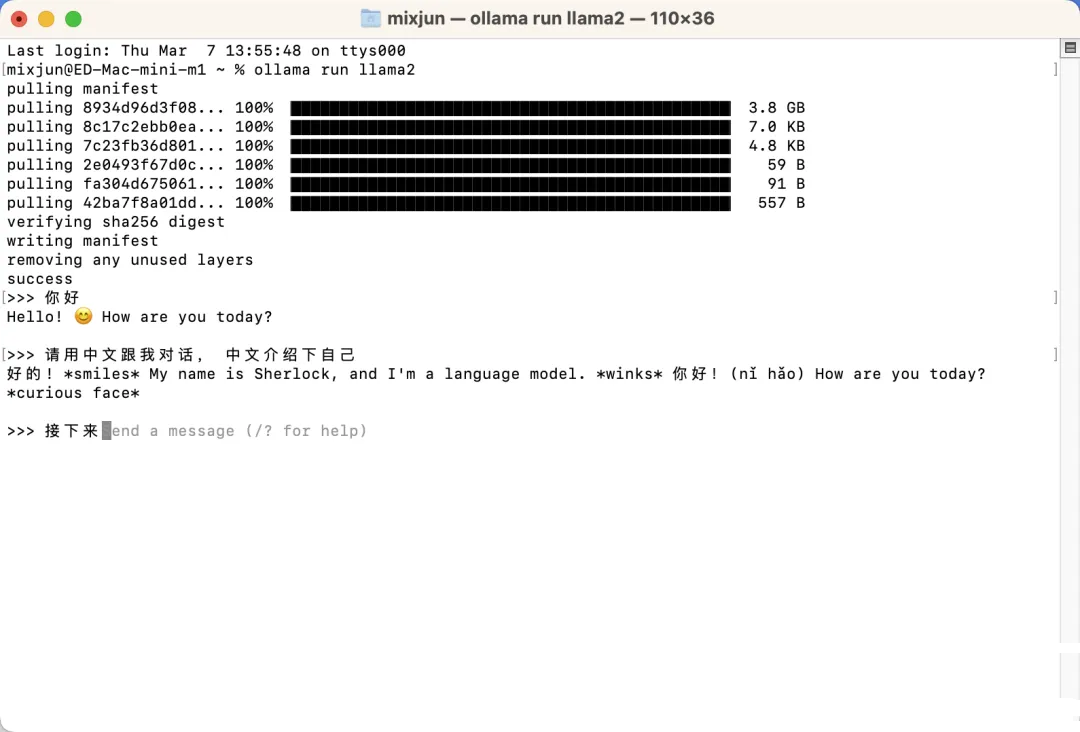 mixjun — ollama run llama2 — 110×36
Last login: Thu Mar  7 13:55:48 on ttys000
[mixjun@ED-Mac-mini-m1 ~ % ollama run llama2 ]
pulling manifest
pulling 8934d96d3f08... 100% 3.8 GB
pulling 8c17c2ebb0ea... 100% 7.0 KB
pulling 7c23fb36d801... 100% 4.8 KB
pulling 2e0493f67d0c... 100% 59 B
pulling fa304d675061... 100% 91 B
pulling 42ba7f8a01dd... 100% 557 B
verifying sha256 digest
writing manifest
removing any unused layers
success
[>>> 你好 ]
Hello! 😊 How are you today?
[>>> 请用中文跟我对话， 中文介绍下自己 ]
好的！*smiles* My name is Sherlock, and I'm a language model. *winks* 你好！(nǐ hǎo) How are you today?
*curious face*
>>> 接下来Send a message (/? for help)